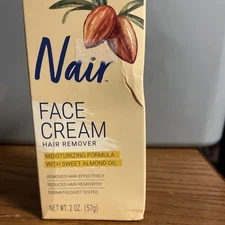 Nair™
FACE
CREAM
HAIR REMOVER
MOISTURIZING FORMULA
WITH SWEET ALMOND OIL
REMOVES HAIR EFFECTIVELY
REDUCES HAIR REGROWTH
DERMATOLOGIST TESTED
NET WT. 2 OZ. (57g)